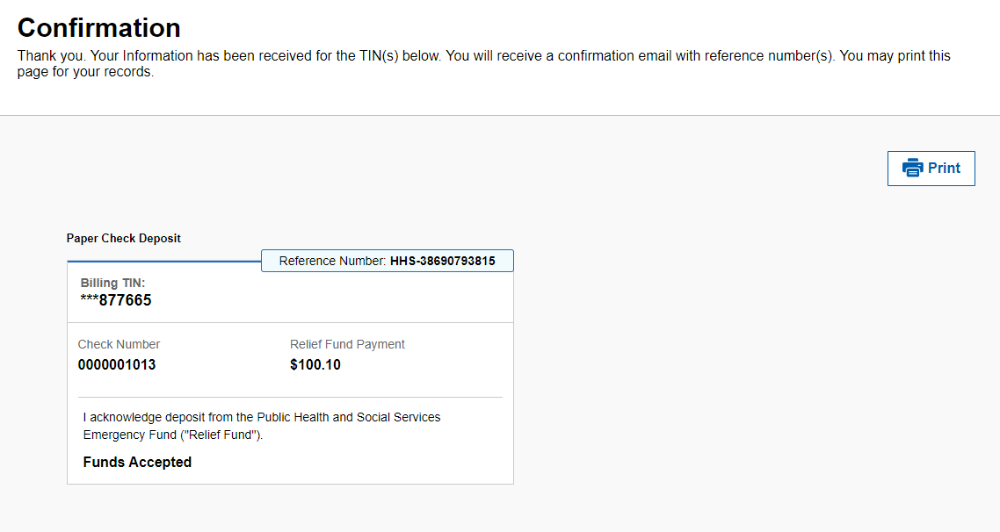 Confirmation
Thank you. Your Information has been received for the TIN(s) below. You will receive a confirmation email with reference number(s). You may print this
page for your records.
Print
Paper Check Deposit
Reference Number: HHS-38690793815
Billing TIN:
***877665
Check Number
Relief Fund Payment
0000001013
$100.10
I acknowledge deposit from the Public Health and Social Services
Emergency Fund ("Relief Fund").
Funds Accepted